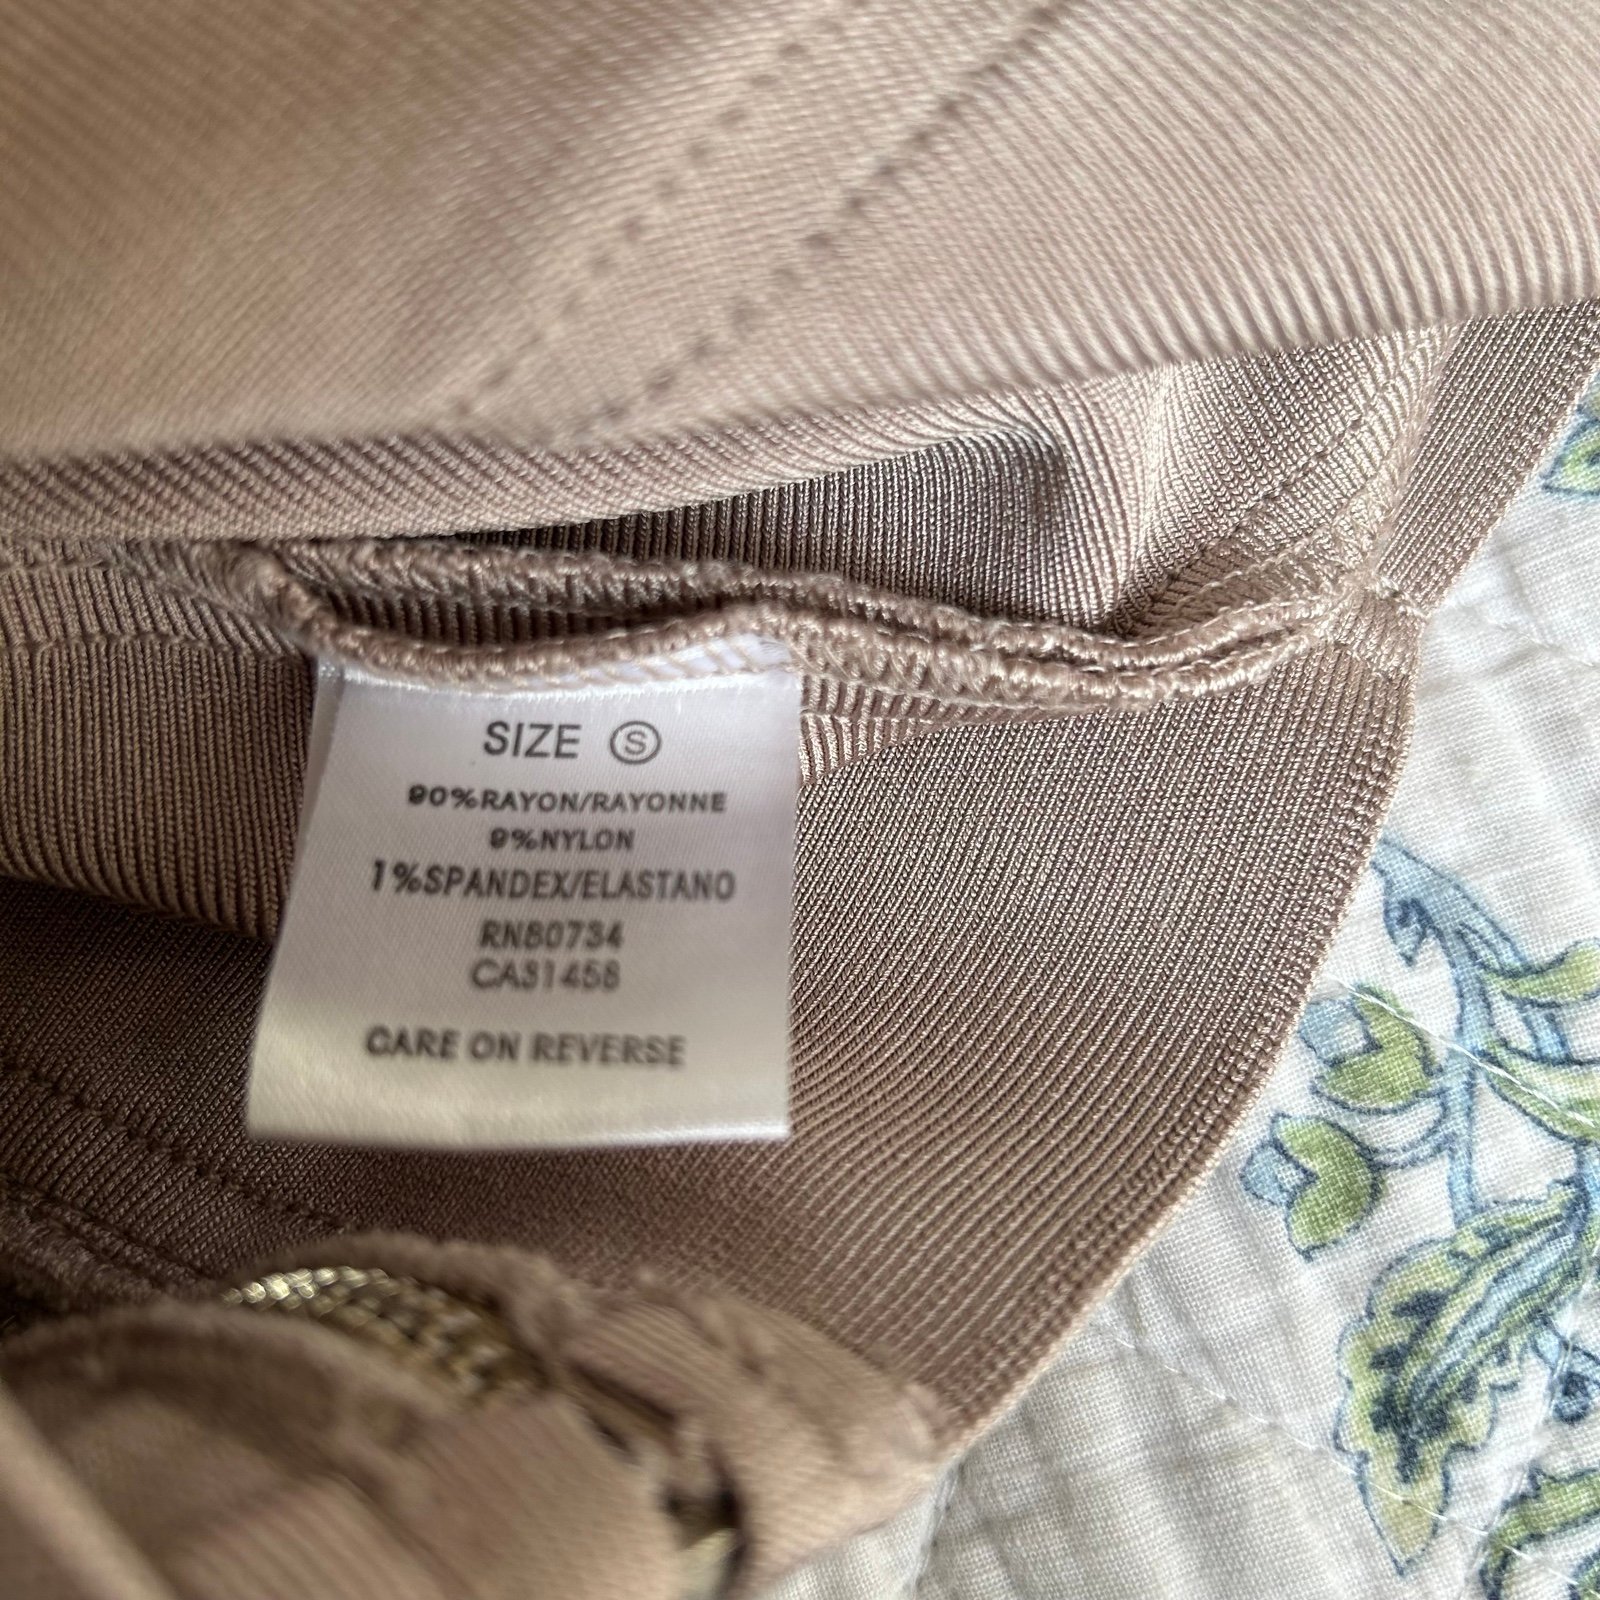 SIZE Ⓢ
90%RAYON/RAYONNE
9%NYLON
1%SPANDEX/ELASTANO
RN80734
CA31458
CARE ON REVERSE